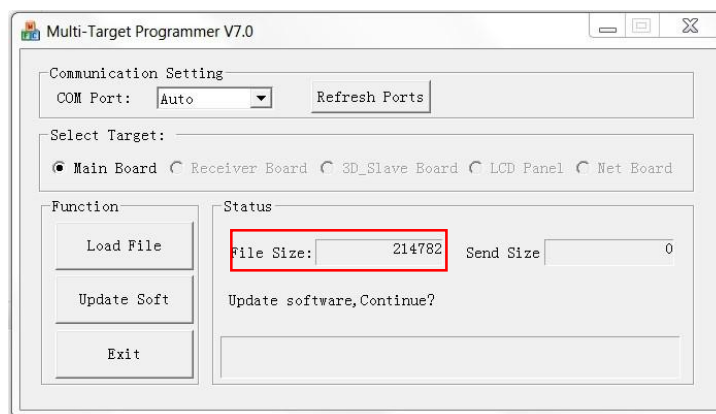 Multi-Target Programmer V7.0
Communication Setting
COM Port: Auto Refresh Ports
Select Target:
Main Board Receiver Board 3D_Slave Board LCD Panel Net Board
Function
Load File
Update Soft
Exit
Status
File Size: 214782 Send Size 0
Update software,Continue?